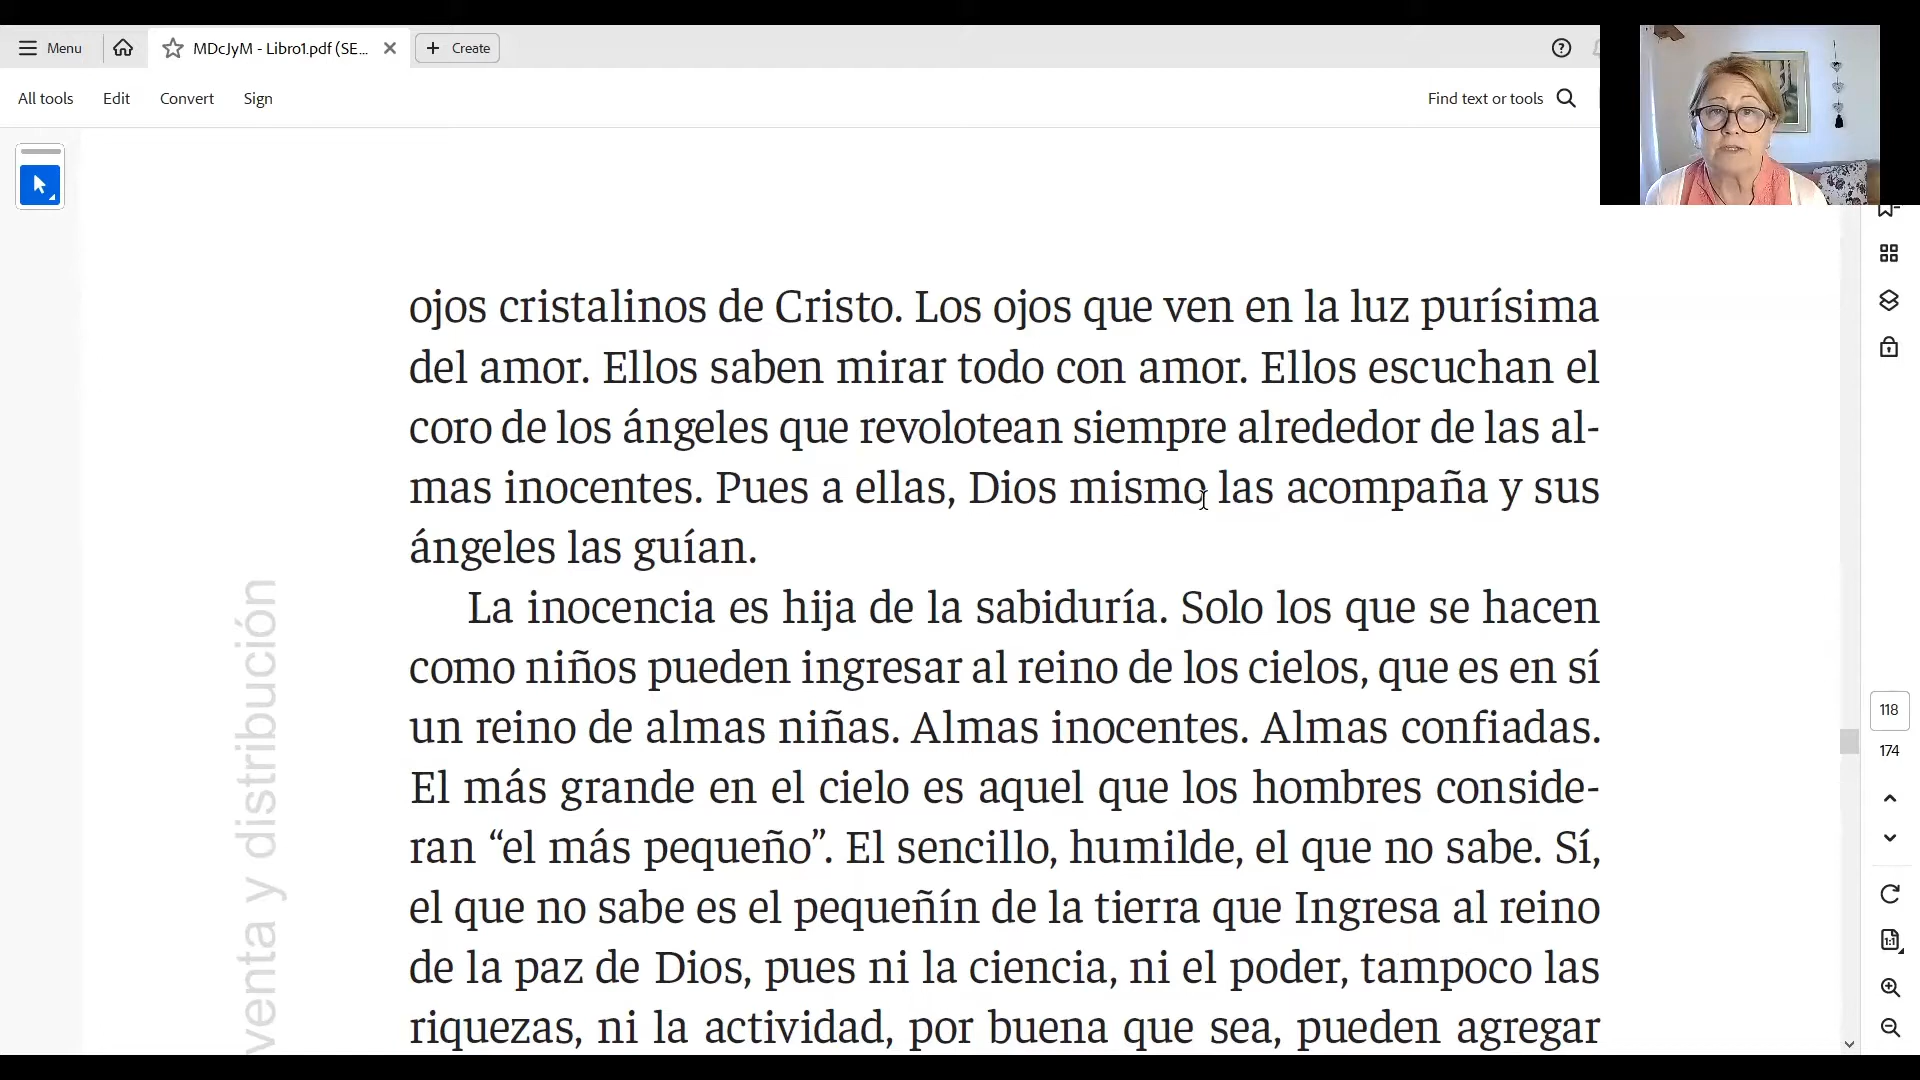 Menu
MDcJyM - Libro1.pdf (SE...
Create
All tools
Edit
Convert
Sign
Find text or tools
ojos cristalinos de Cristo. Los ojos que ven en la luz purísima
del amor. Ellos saben mirar todo con amor. Ellos escuchan el
coro de los ángeles que revolotean siempre alrededor de las al-
mas inocentes. Pues a ellas, Dios mismo las acompaña y sus
ángeles las guían.
La inocencia es hija de la sabiduría. Solo los que se hacen
como niños pueden ingresar al reino de los cielos, que es en sí
un reino de almas niñas. Almas inocentes. Almas confiadas.
El más grande en el cielo es aquel que los hombres conside-
ran “el más pequeño”. El sencillo, humilde, el que no sabe. Sí,
el que no sabe es el pequeñín de la tierra que Ingresa al reino
de la paz de Dios, pues ni la ciencia, ni el poder, tampoco las
riquezas, ni la actividad, por buena que sea, pueden agregar
venta y distribución
118
174
1:1